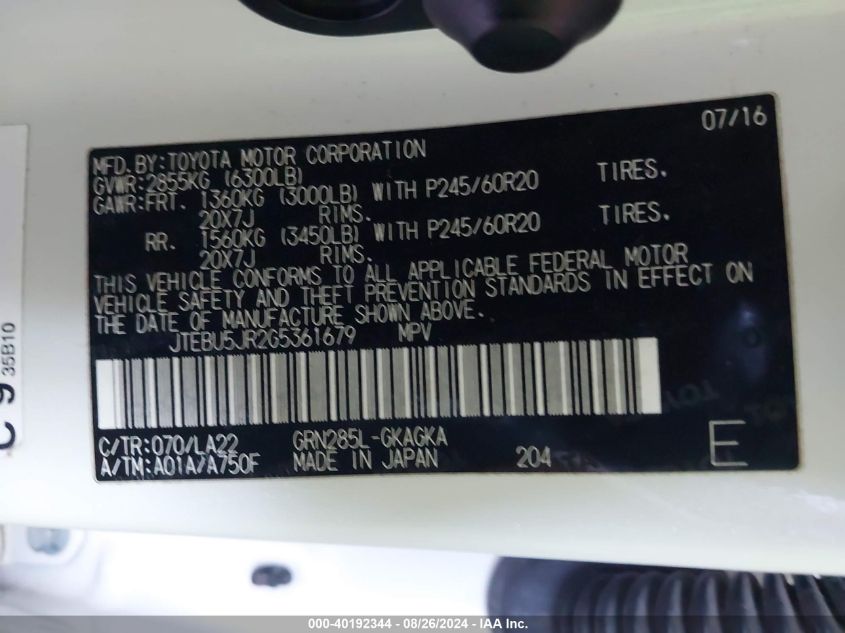 07/16
MFD. BY: TOYOTA MOTOR CORPORATION
GVWR: 2855KG (6300LB)
GAWR: FRT. 1360KG (3000LB) WITH P245/60R20 TIRES.
20X7J RIMS.
RR. 1560KG (3450LB) WITH P245/60R20 TIRES.
20X7J RIMS.
THIS VEHICLE CONFORMS TO ALL APPLICABLE FEDERAL MOTOR
VEHICLE SAFETY AND THEFT PREVENTION STANDARDS IN EFFECT ON
THE DATE OF MANUFACTURE SHOWN ABOVE.
JTEBU5JR2G5361679 MPV
C/TR: 070/LA22 GRN285L-GKAGKA
A/TM: A01A/A750F MADE IN JAPAN 204 E
C 9
35B10
000-40192344 - 08/26/2024 - IAA Inc.